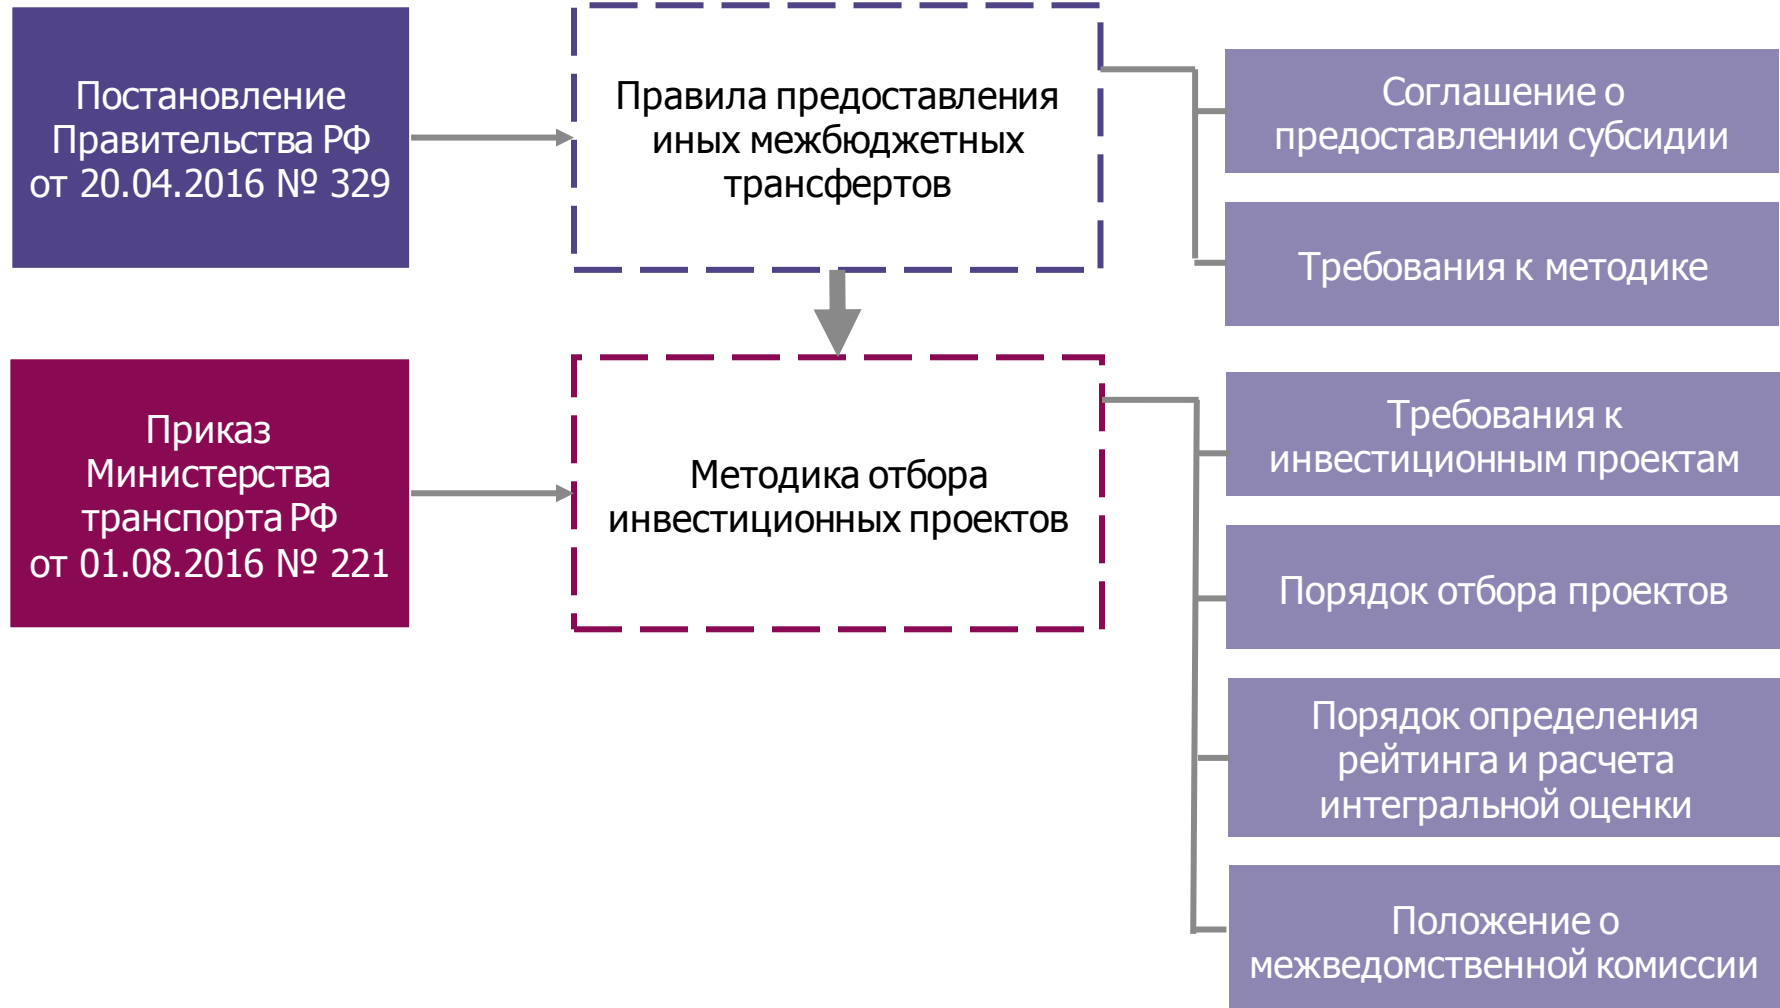 Постановление
Правительства РФ
от 20.04.2016 № 329
Правила предоставления
иных межбюджетных
трансфертов
Соглашение о
предоставлении субсидии
Требования к методике
Приказ
Министерства
транспорта РФ
от 01.08.2016 № 221
Методика отбора
инвестиционных проектов
Требования к
инвестиционным проектам
Порядок отбора проектов
Порядок определения
рейтинга и расчета
интегральной оценки
Положение о
межведомственной комиссии